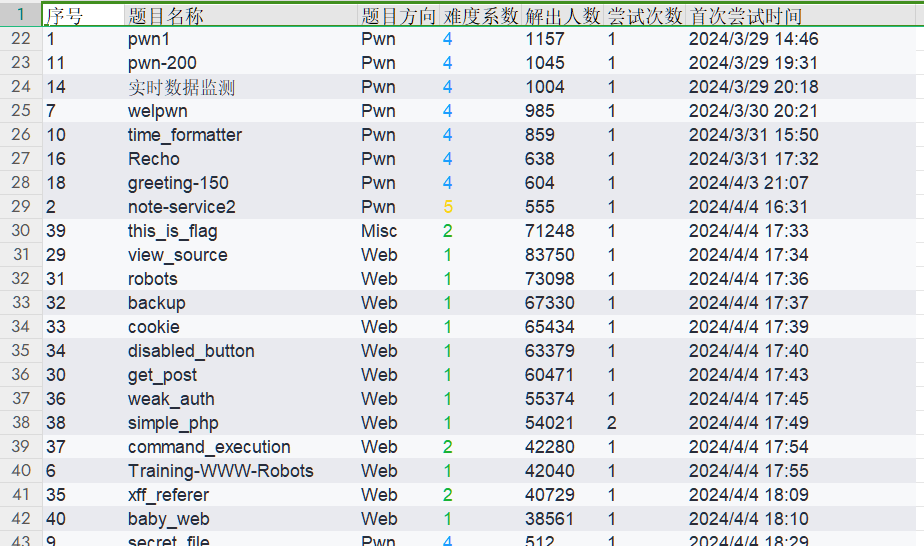 1 序号 题目名称 题目方向 难度系数 解出人数 尝试次数 首次尝试时间
22 1 pwn1 Pwn 4 1157 1 2024/3/29 14:46
23 11 pwn-200 Pwn 4 1045 1 2024/3/29 19:31
24 14 实时数据监测 Pwn 4 1004 1 2024/3/29 20:18
25 7 welpwn Pwn 4 985 1 2024/3/30 20:21
26 10 time_formatter Pwn 4 859 1 2024/3/31 15:50
27 16 Recho Pwn 4 638 1 2024/3/31 17:32
28 18 greeting-150 Pwn 4 604 1 2024/4/3 21:07
29 2 note-service2 Pwn 5 555 1 2024/4/4 16:31
30 39 this_is_flag Misc 2 71248 1 2024/4/4 17:33
31 29 view_source Web 1 83750 1 2024/4/4 17:34
32 31 robots Web 1 73098 1 2024/4/4 17:36
33 32 backup Web 1 67330 1 2024/4/4 17:37
34 33 cookie Web 1 65434 1 2024/4/4 17:39
35 34 disabled_button Web 1 63379 1 2024/4/4 17:40
36 30 get_post Web 1 60471 1 2024/4/4 17:43
37 36 weak_auth Web 1 55374 1 2024/4/4 17:45
38 38 simple_php Web 1 54021 2 2024/4/4 17:49
39 37 command_execution Web 2 42280 1 2024/4/4 17:54
40 6 Training-WWW-Robots Web 1 42040 1 2024/4/4 17:55
41 35 xff_referer Web 2 40729 1 2024/4/4 18:09
42 40 baby_web Web 1 38561 1 2024/4/4 18:10
43 9 secret_file Pwn 4 512 1 2024/4/4 18:29